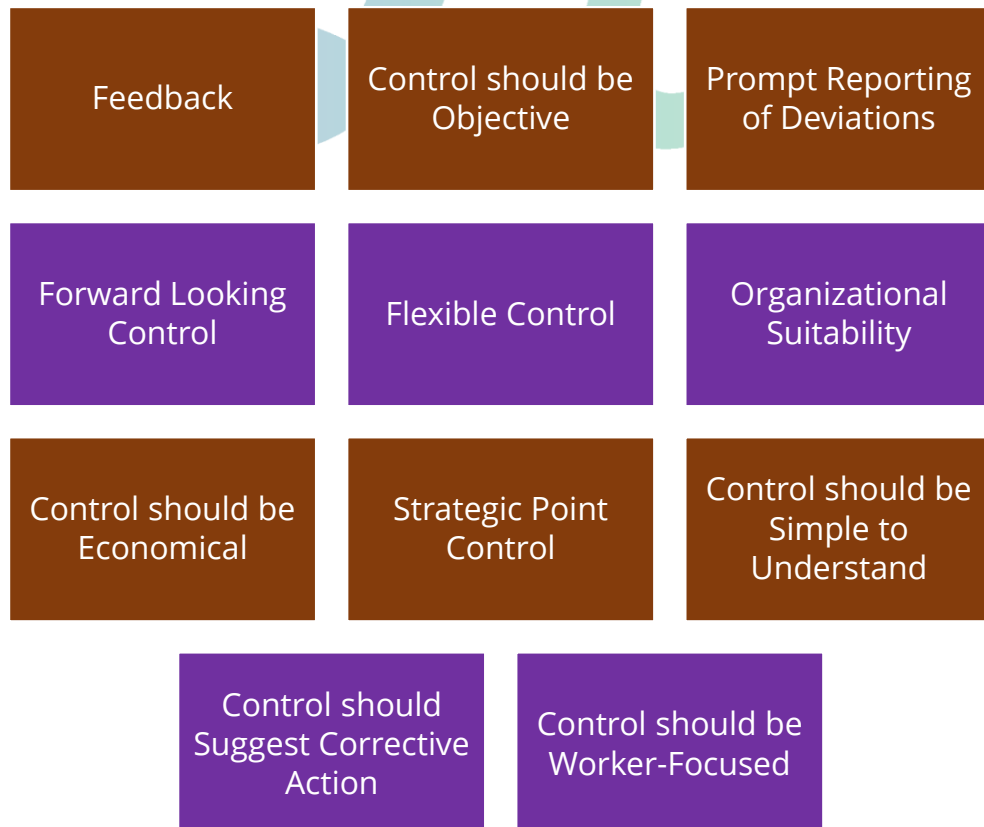 Feedback
Control should be
Objective
Prompt Reporting
of Deviations
Forward Looking
Control
Flexible Control
Organizational
Suitability
Control should be
Economical
Strategic Point
Control
Control should be
Simple to
Understand
Control should
Suggest Corrective
Action
Control should be
Worker-Focused